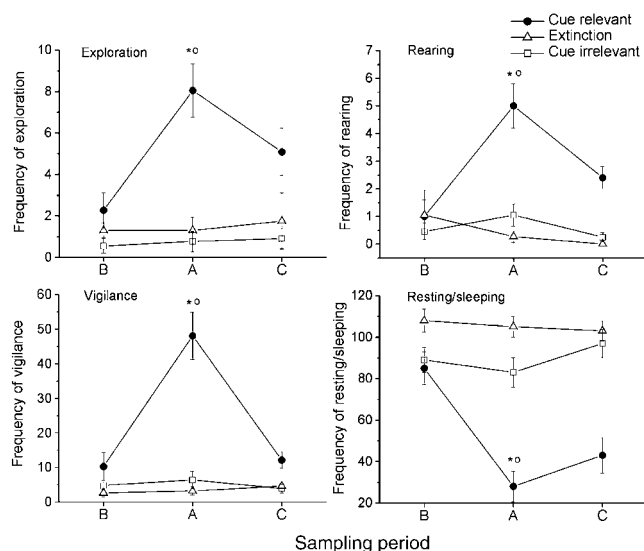 Cue relevant
Extinction
Cue irrelevant
Exploration
* o
Frequency of exploration
10
8
6
4
2
0
B A C
Rearing
* o
Frequency of rearing
7
6
5
4
3
2
1
0
B A C
Vigilance
* o
Frequency of vigilance
60
50
40
30
20
10
0
B A C
Resting/sleeping
* o
Frequency of resting/sleeping
120
100
80
60
40
20
B A C
Sampling period